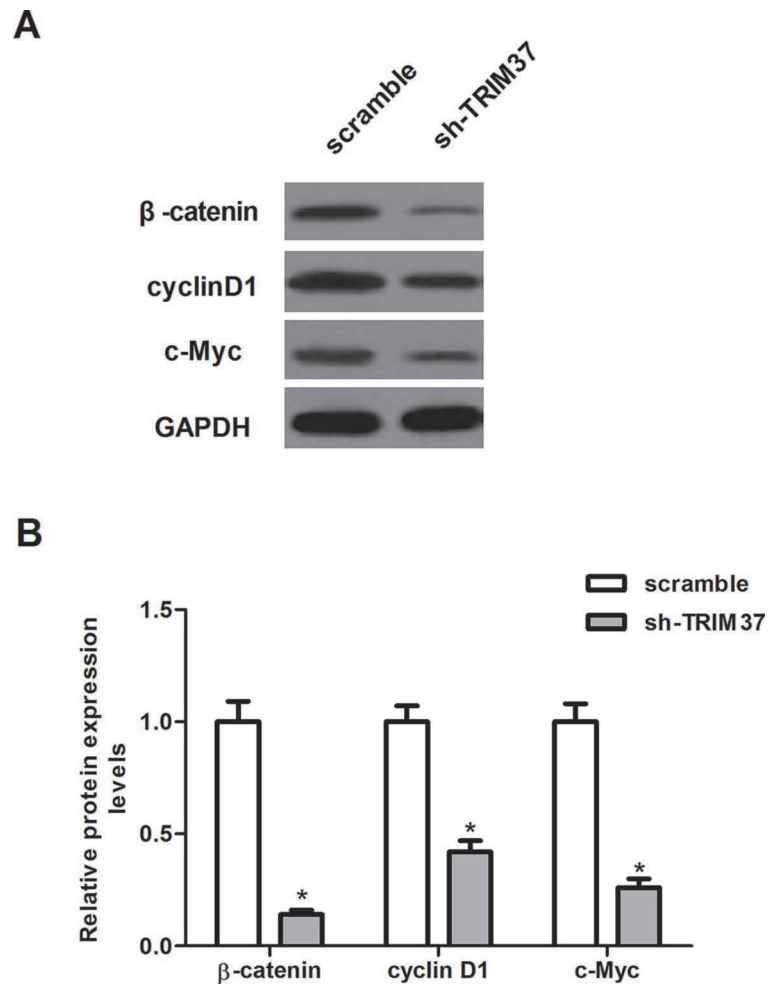 A
scramble
sh-TRIM37
β -catenin
cyclinD1
c-Myc
GAPDH
B
scramble
sh-TRIM37
Relative protein expression
levels
1.5
1.0
0.5
0.0
*
*
*
β-catenin
cyclin D1
c-Myc